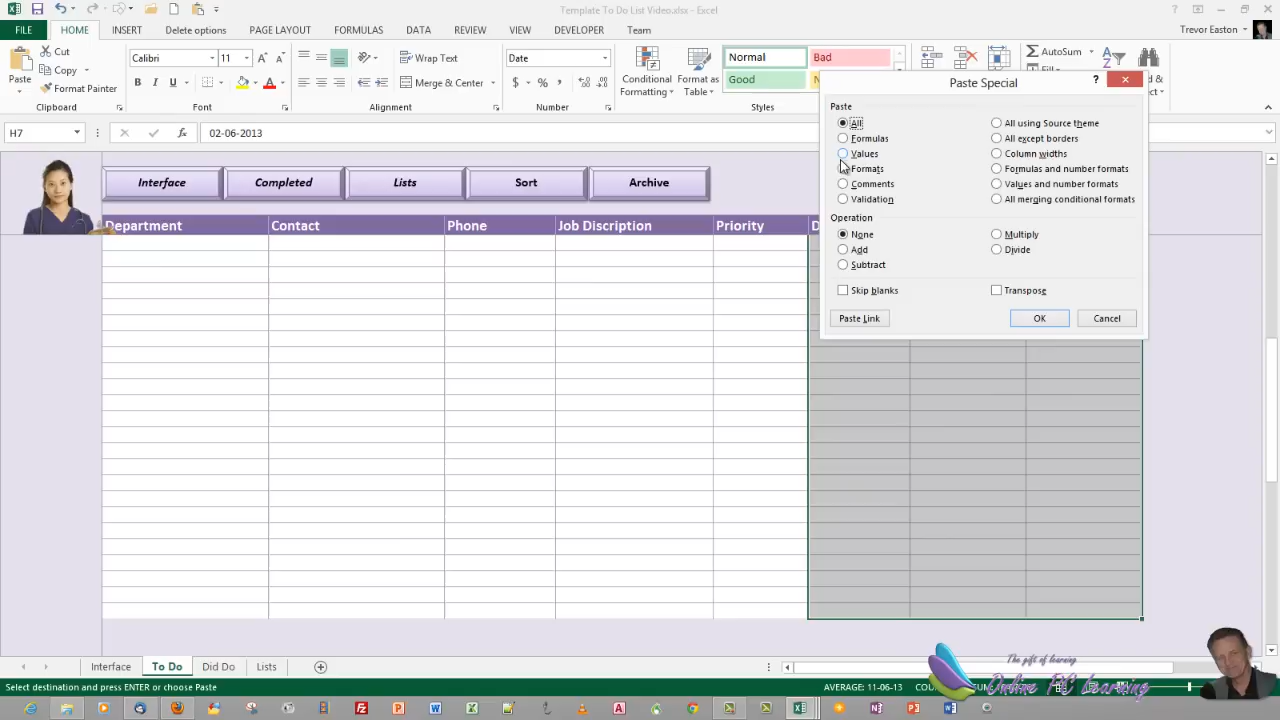 Template To Do List Video.xlsx - Excel
FILE HOME INSERT Delete options PAGE LAYOUT FORMULAS DATA REVIEW VIEW DEVELOPER Team Trevor Easton
Cut Calibri 11 Wrap Text Date Normal Bad AutoSum
Paste Copy Conditional Format as Good
Format Painter B I U A Merge & Center $ % Formatting Table
Clipboard Font Alignment Number Styles
H7 fx 02-06-2013
Interface Completed Lists Sort Archive
Department Contact Phone Job Discription Priority
Paste Special
Paste
All All using Source theme
Formulas All except borders
Values Column widths
Formats Formulas and number formats
Comments Values and number formats
Validation All merging conditional formats
Operation
None Multiply
Add Divide
Subtract
Skip blanks Transpose
Paste Link OK Cancel
Interface To Do Did Do Lists
Select destination and press ENTER or choose Paste AVERAGE: 11-06-13
The gift of learning
Online PC Learning